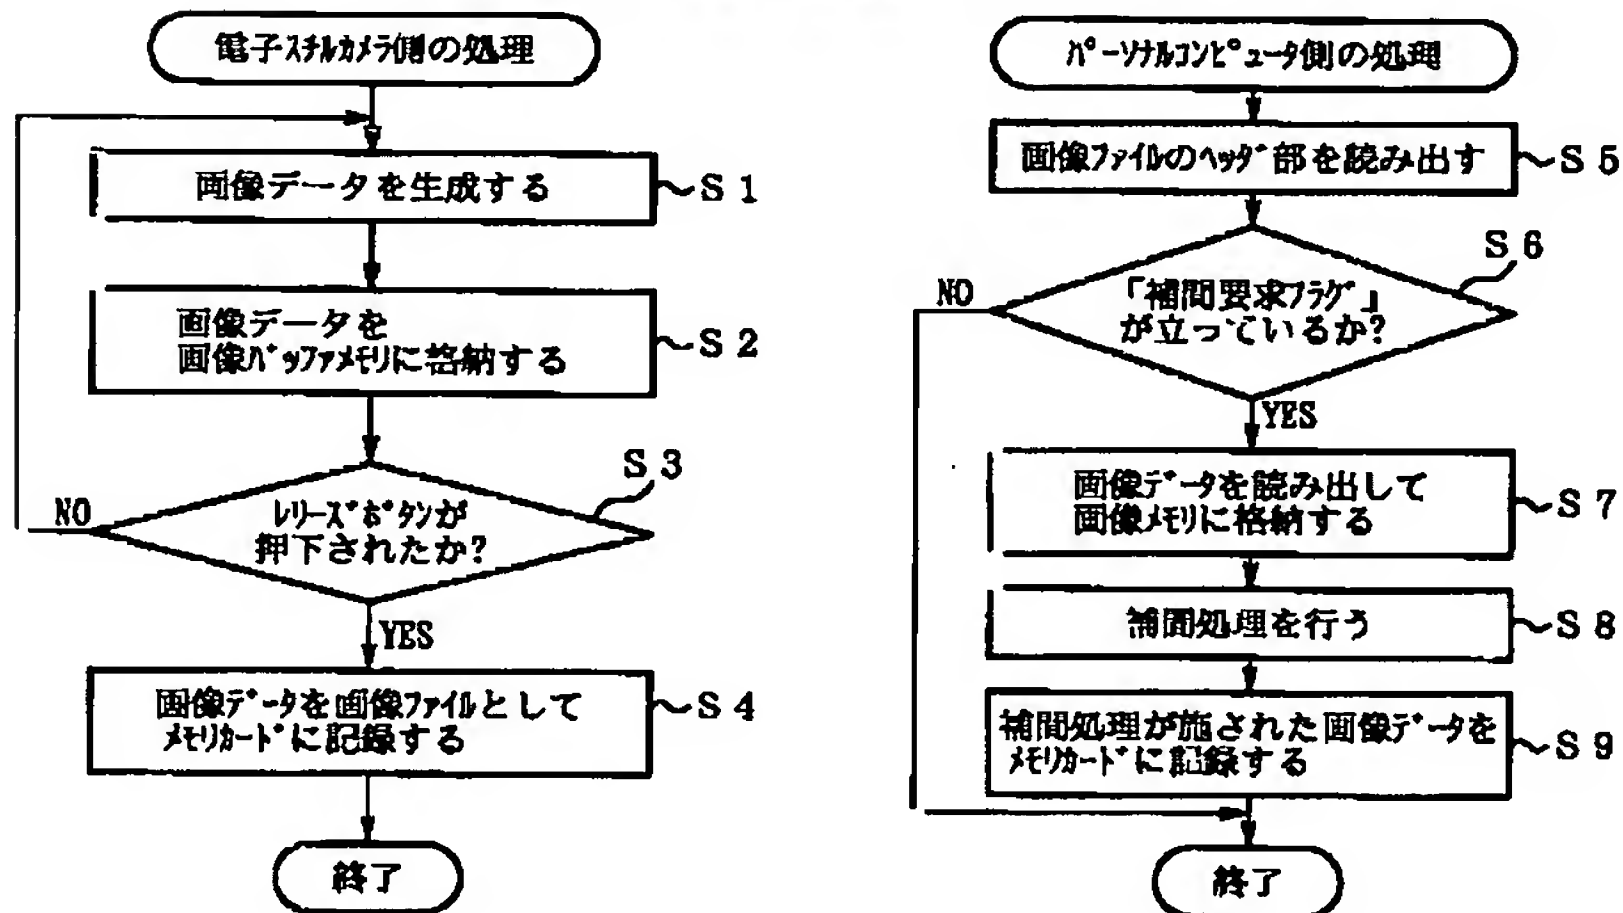 電子ｽﾁﾙｶﾒﾗ側の処理
画像データを生成する
S1
画像データを
画像ﾊﾞｯﾌｧﾒﾓﾘに格納する
S2
S3
ﾚﾘｰｽﾞﾎﾞﾀﾝが
押下されたか?
NO
YES
画像ﾃﾞｰﾀを画像ﾌｧｲﾙとして
ﾒﾓﾘｶｰﾄﾞに記録する
S4
終了
ﾊﾟｰｿﾅﾙｺﾝﾋﾟｭｰﾀ側の処理
画像ﾌｧｲﾙのﾍｯﾀﾞ部を読み出す
S5
S6
「補間要求ﾌﾗｸﾞ」
が立っているか?
NO
YES
画像ﾃﾞｰﾀを読み出して
画像ﾒﾓﾘに格納する
S7
補間処理を行う
S8
補間処理が施された画像ﾃﾞｰﾀを
ﾒﾓﾘｶｰﾄﾞに記録する
S9
終了